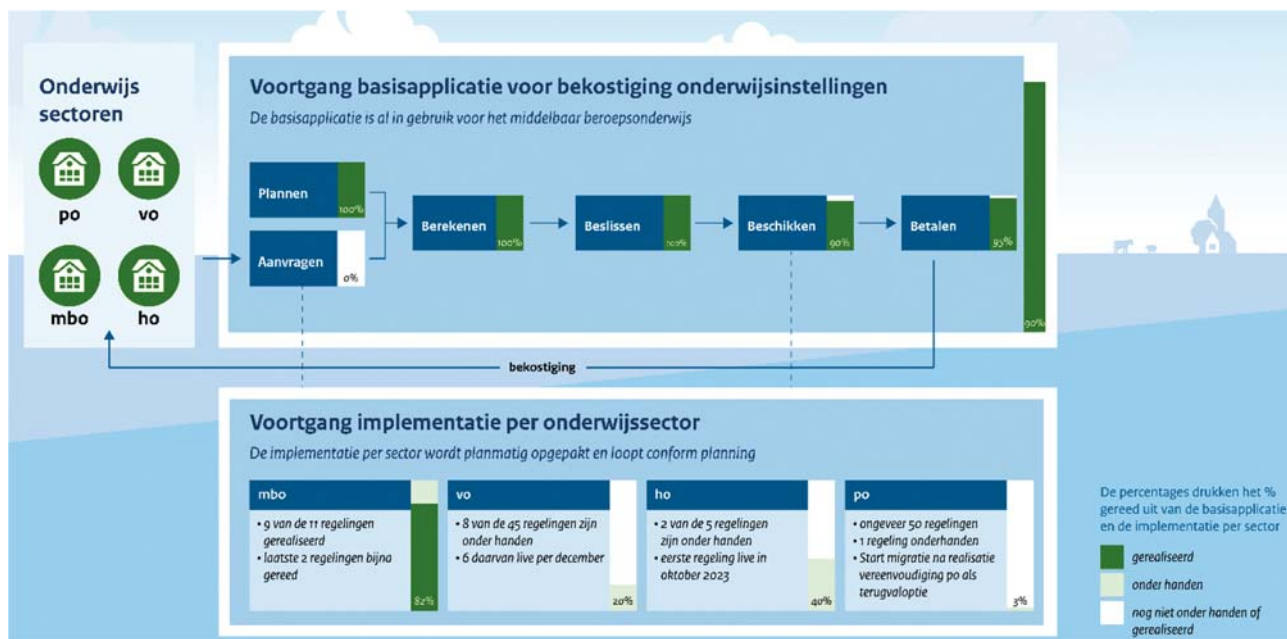 Onderwijs
sectoren
po
vo
mbo
ho
Voortgang basisapplicatie voor bekostiging onderwijsinstellingen
De basisapplicatie is al in gebruik voor het middelbaar beroepsonderwijs
Plannen
100%
Aanvragen
0%
Berekenen
100%
Beslissen
100%
Beschikken
90%
Betalen
95%
90%
bekostiging
Voortgang implementatie per onderwijssector
De implementatie per sector wordt planmatig opgepakt en loopt conform planning
mbo
• 9 van de 11 regelingen
gerealiseerd
• laatste 2 regelingen bijna
gereed
82%
vo
• 8 van de 45 regelingen zijn
onder handen
• 6 daarvan live per december
20%
ho
• 2 van de 5 regelingen
zijn onder handen
• eerste regeling live in
oktober 2023
40%
po
• ongeveer 50 regelingen
• 1 regeling onderhanden
• Start migratie na realisatie
vereenvoudiging po als
terugvaloptie
3%
De percentages drukken het %
gereed uit van de basisapplicatie
en de implementatie per sector
gerealiseerd
onder handen
nog niet onder handen of
gerealiseerd